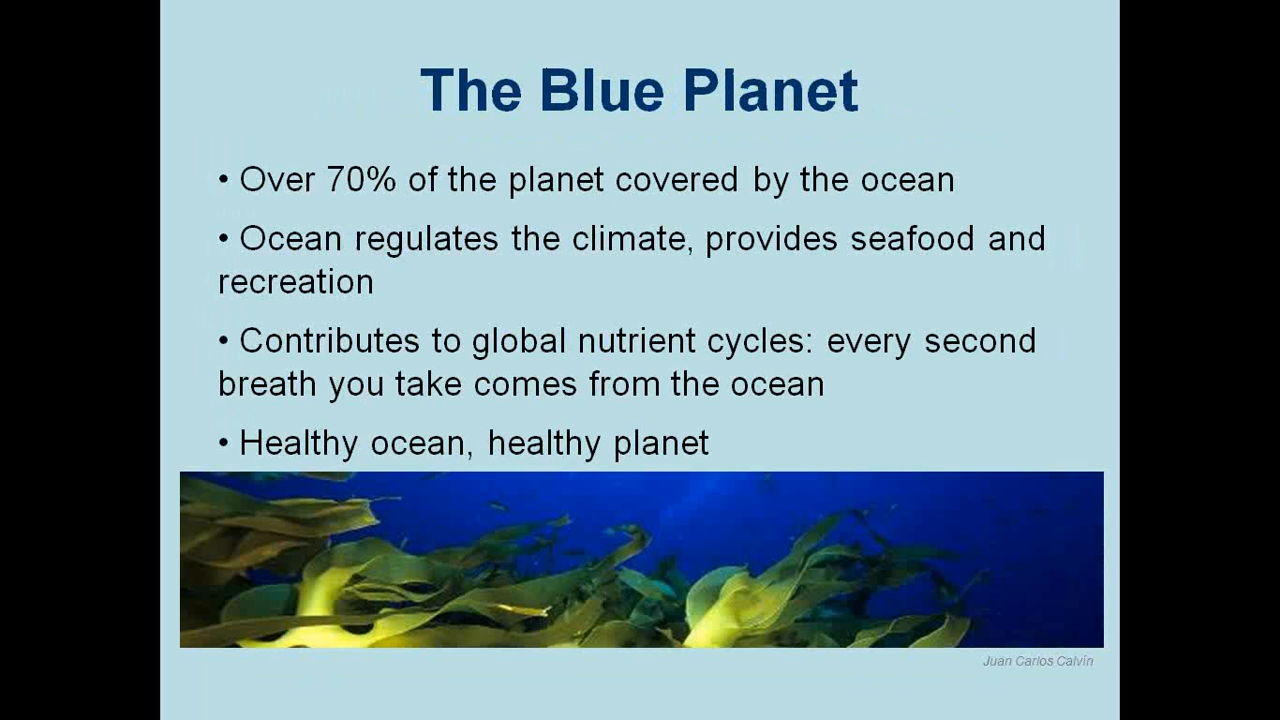 The Blue Planet
• Over 70% of the planet covered by the ocean
• Ocean regulates the climate, provides seafood and
recreation
• Contributes to global nutrient cycles: every second
breath you take comes from the ocean
• Healthy ocean, healthy planet
Juan Carlos Calvín